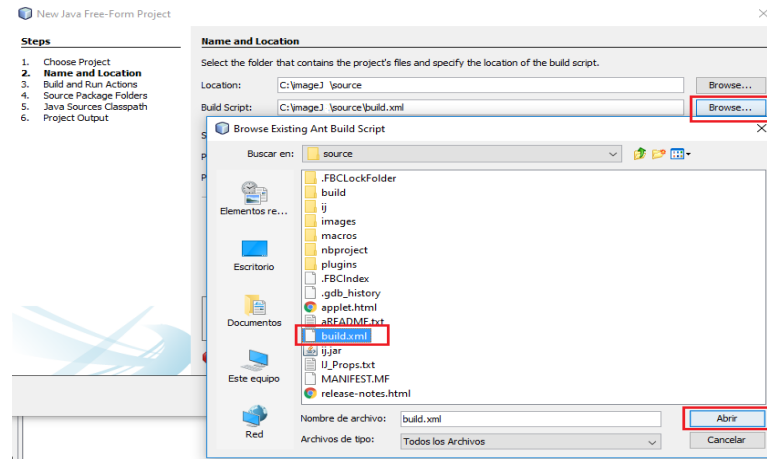 New Java Free-Form Project
Steps
1. Choose Project
2. Name and Location
3. Build and Run Actions
4. Source Package Folders
5. Java Sources Classpath
6. Project Output
Name and Location
Select the folder that contains the project's files and specify the location of the build script.
Location: C:\imageJ \source Browse...
Build Script: C:\imageJ \source\build.xml Browse...
S
P
P
Browse Existing Ant Build Script
Buscar en: source
Elementos re...
Escritorio
Documentos
Este equipo
Red
.FBCLockFolder
build
ij
images
macros
nbproject
plugins
.FBCIndex
.gdb_history
applet.html
aREADME.txt
build.xml
ij.jar
IJ_Props.txt
MANIFEST.MF
release-notes.html
Nombre de archivo: build.xml Abrir
Archivos de tipo: Todos los Archivos Cancelar